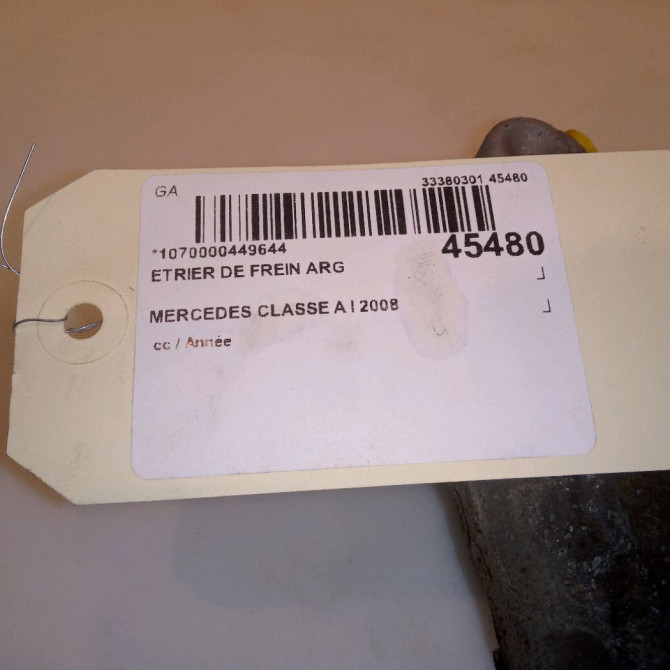 GA
33380301 45480
*1070000449644
45480
ETRIER DE FREIN ARG
MERCEDES CLASSE A I 2008
cc / Année